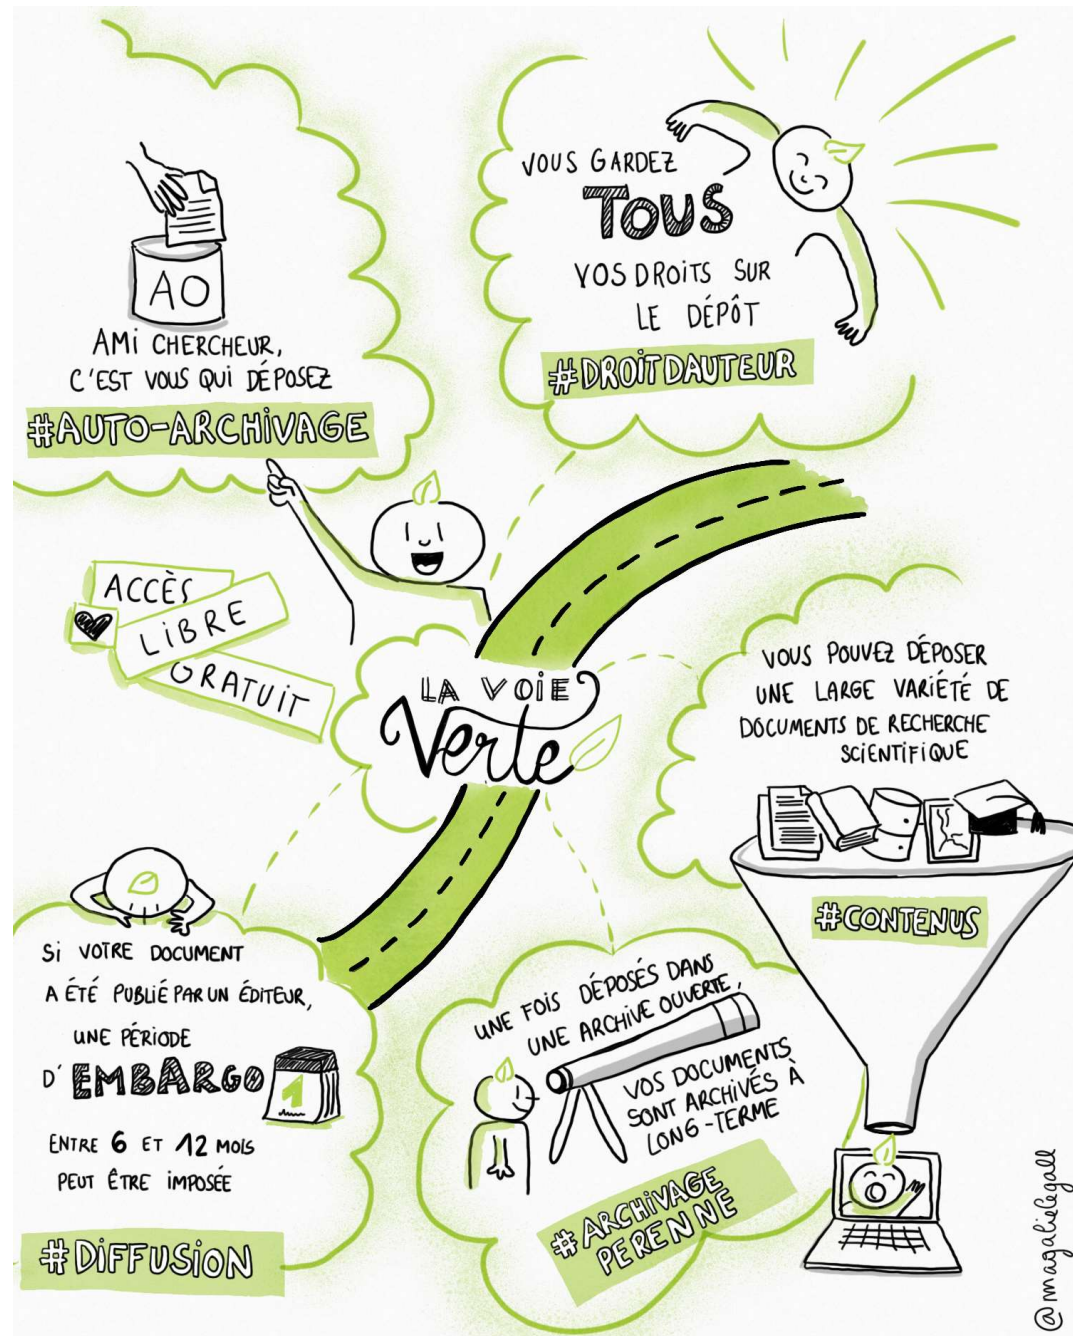 AO
AMI CHERCHEUR,
C'EST VOUS QUI DÉPOSEZ
#AUTO-ARCHIVAGE
VOUS GARDEZ
TOUS
VOS DROITS SUR
LE DÉPÔT
#DROITDAUTEUR
ACCÈS
LIBRE
GRATUIT
LA VOIE
Verte
VOUS POUVEZ DÉPOSER
UNE LARGE VARIÉTÉ DE
DOCUMENTS DE RECHERCHE
SCIENTIFIQUE
#CONTENUS
SI VOTRE DOCUMENT
A ÉTÉ PUBLIÉ PAR UN ÉDITEUR,
UNE PÉRIODE
D'EMBARGO
1
ENTRE 6 ET 12 MOIS
PEUT ÊTRE IMPOSÉE
#DIFFUSION
UNE FOIS DÉPOSÉS DANS
UNE ARCHIVE OUVERTE,
VOS DOCUMENTS
SONT ARCHIVÉS À
LONG-TERME
#ARCHIVAGE
PERENNE
@magalielegall